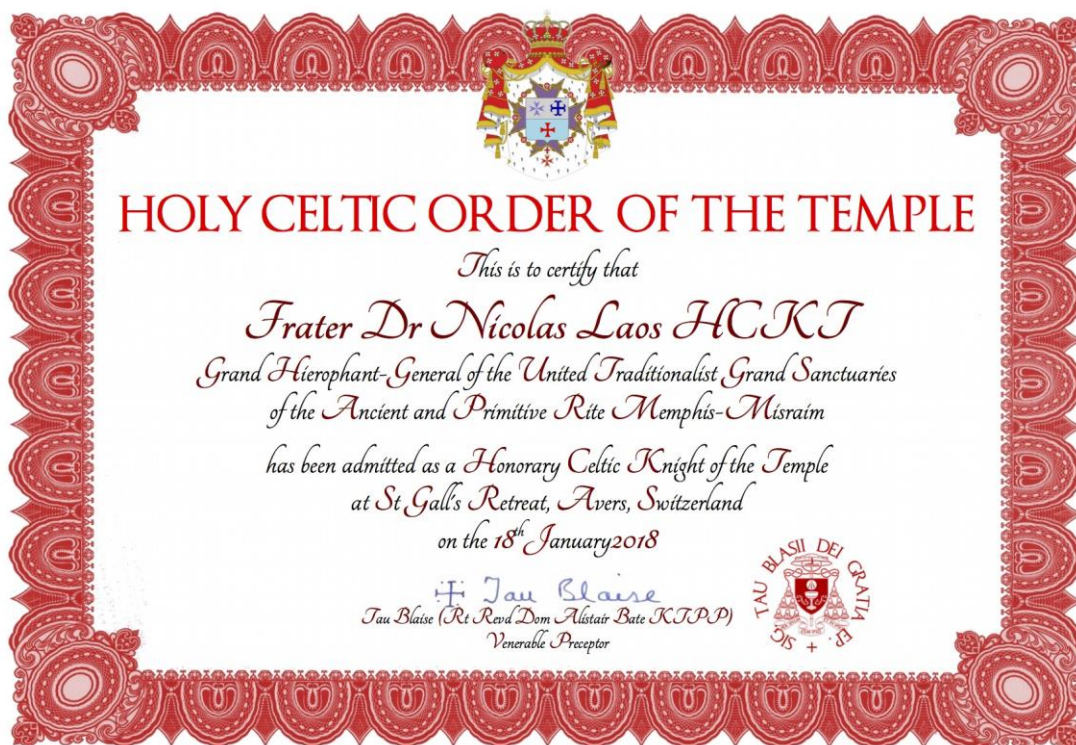 HOLY CELTIC ORDER OF THE TEMPLE
This is to certify that
Frater Dr Nicolas Laos HCKT
Grand Hierophant-General of the United Traditionalist Grand Sanctuaries
of the Ancient and Primitive Rite Memphis-Misraim
has been admitted as a Honorary Celtic Knight of the Temple
at St Gall's Retreat, Avers, Switzerland
on the 18th January2018
Tau Blaise
Tau Blaise (Rt Revd Dom Alistair Bate KTPP)
Venerable Preceptor
SIG. TAU BLASII DEI GRATIA EP. +